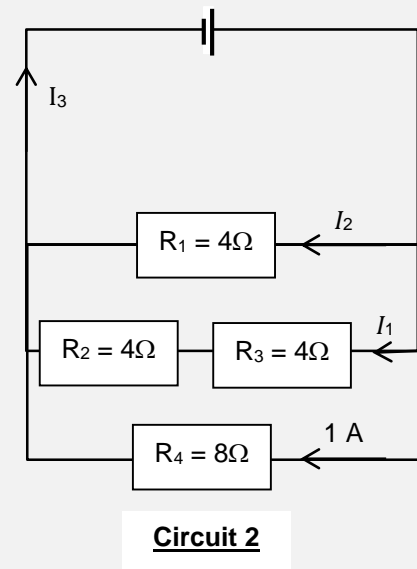 I₃
I₂
R₁ = 4Ω
I₁
R₂ = 4Ω
R₃ = 4Ω
1 A
R₄ = 8Ω
Circuit 2